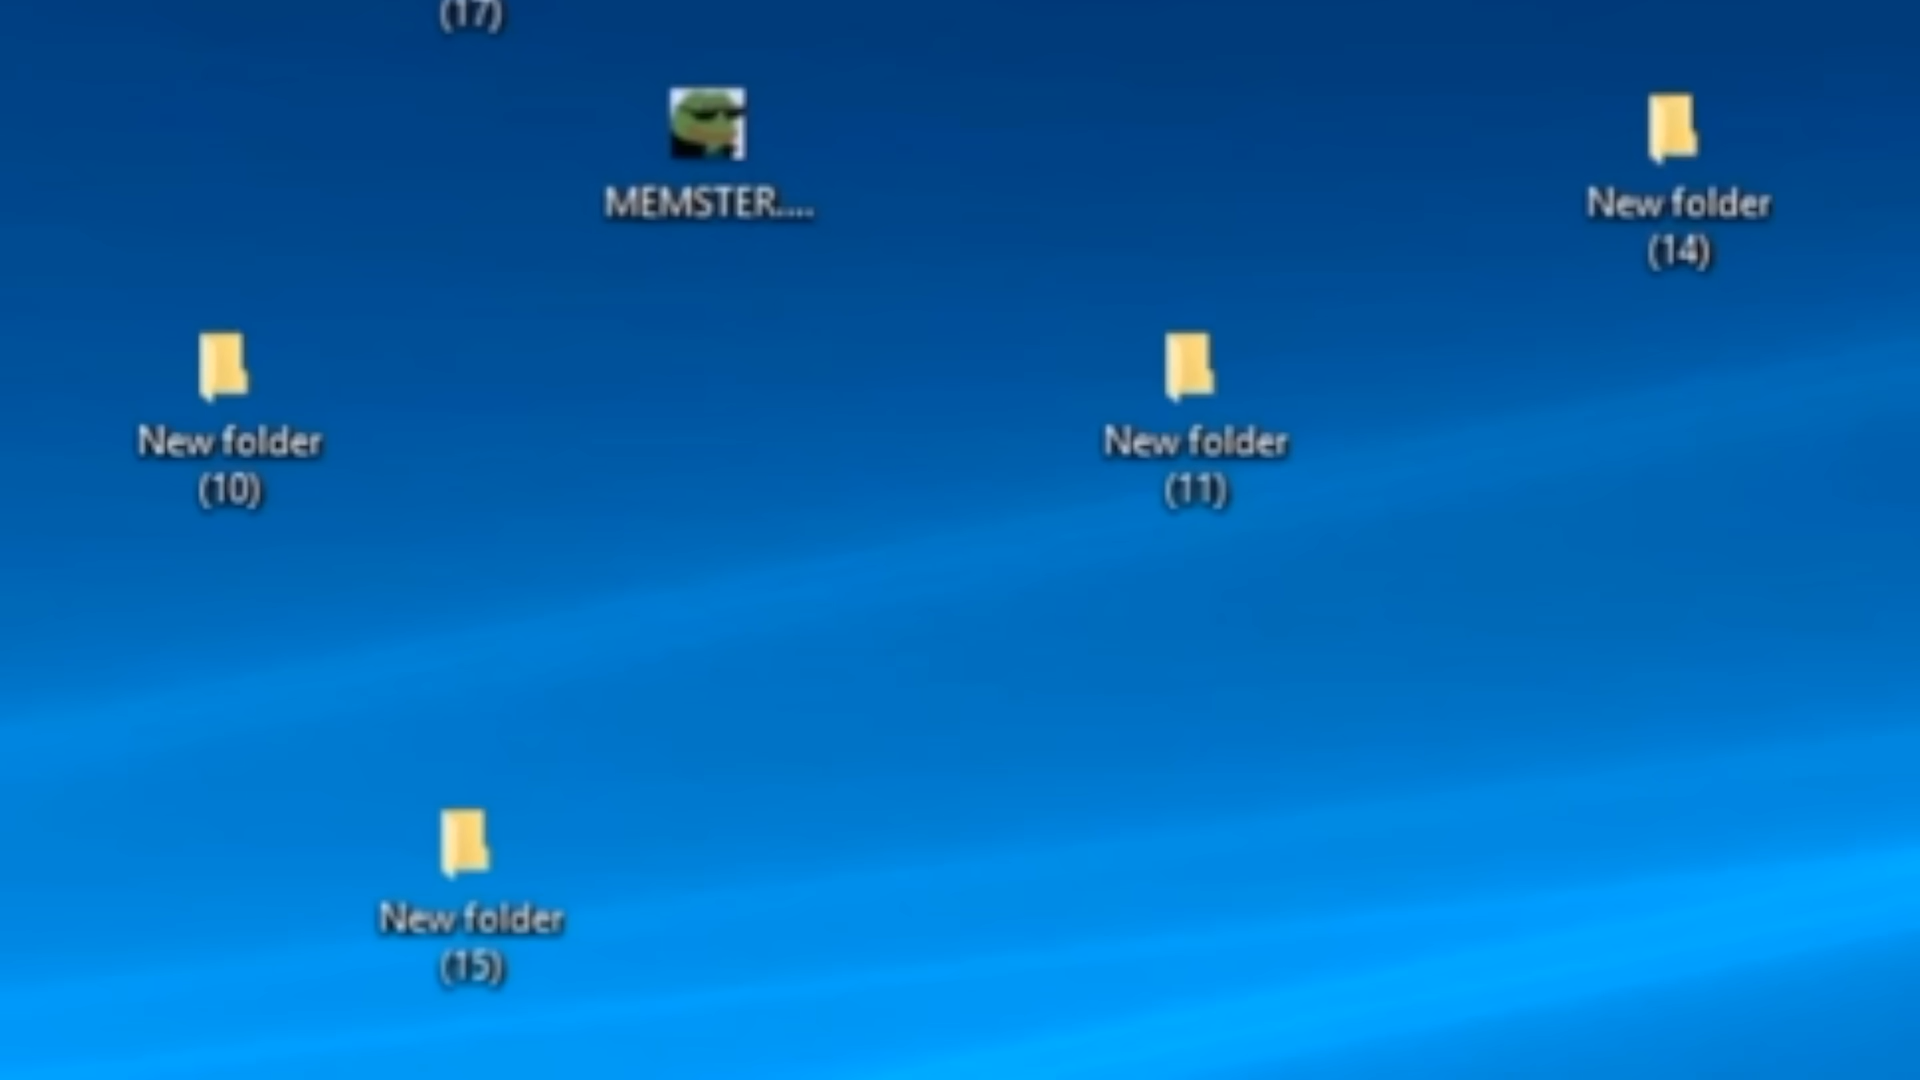 (17)
MEMSTER....
New folder
(14)
New folder
(10)
New folder
(11)
New folder
(15)